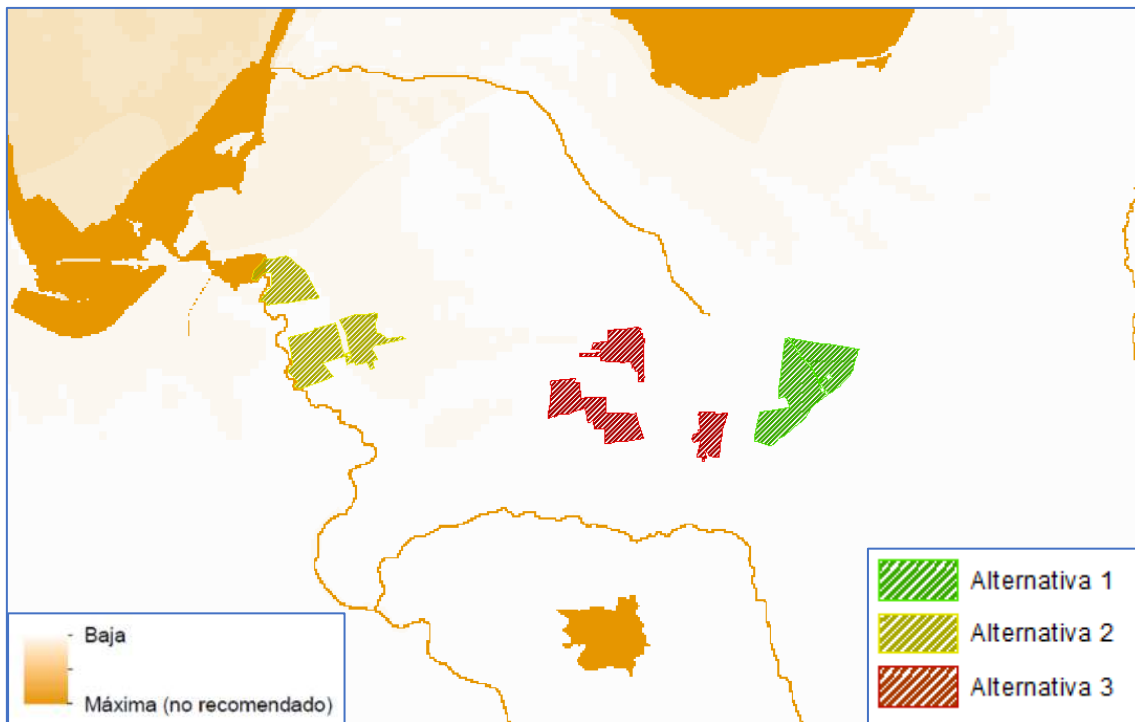 Baja
Máxima (no recomendado)
Alternativa 1
Alternativa 2
Alternativa 3